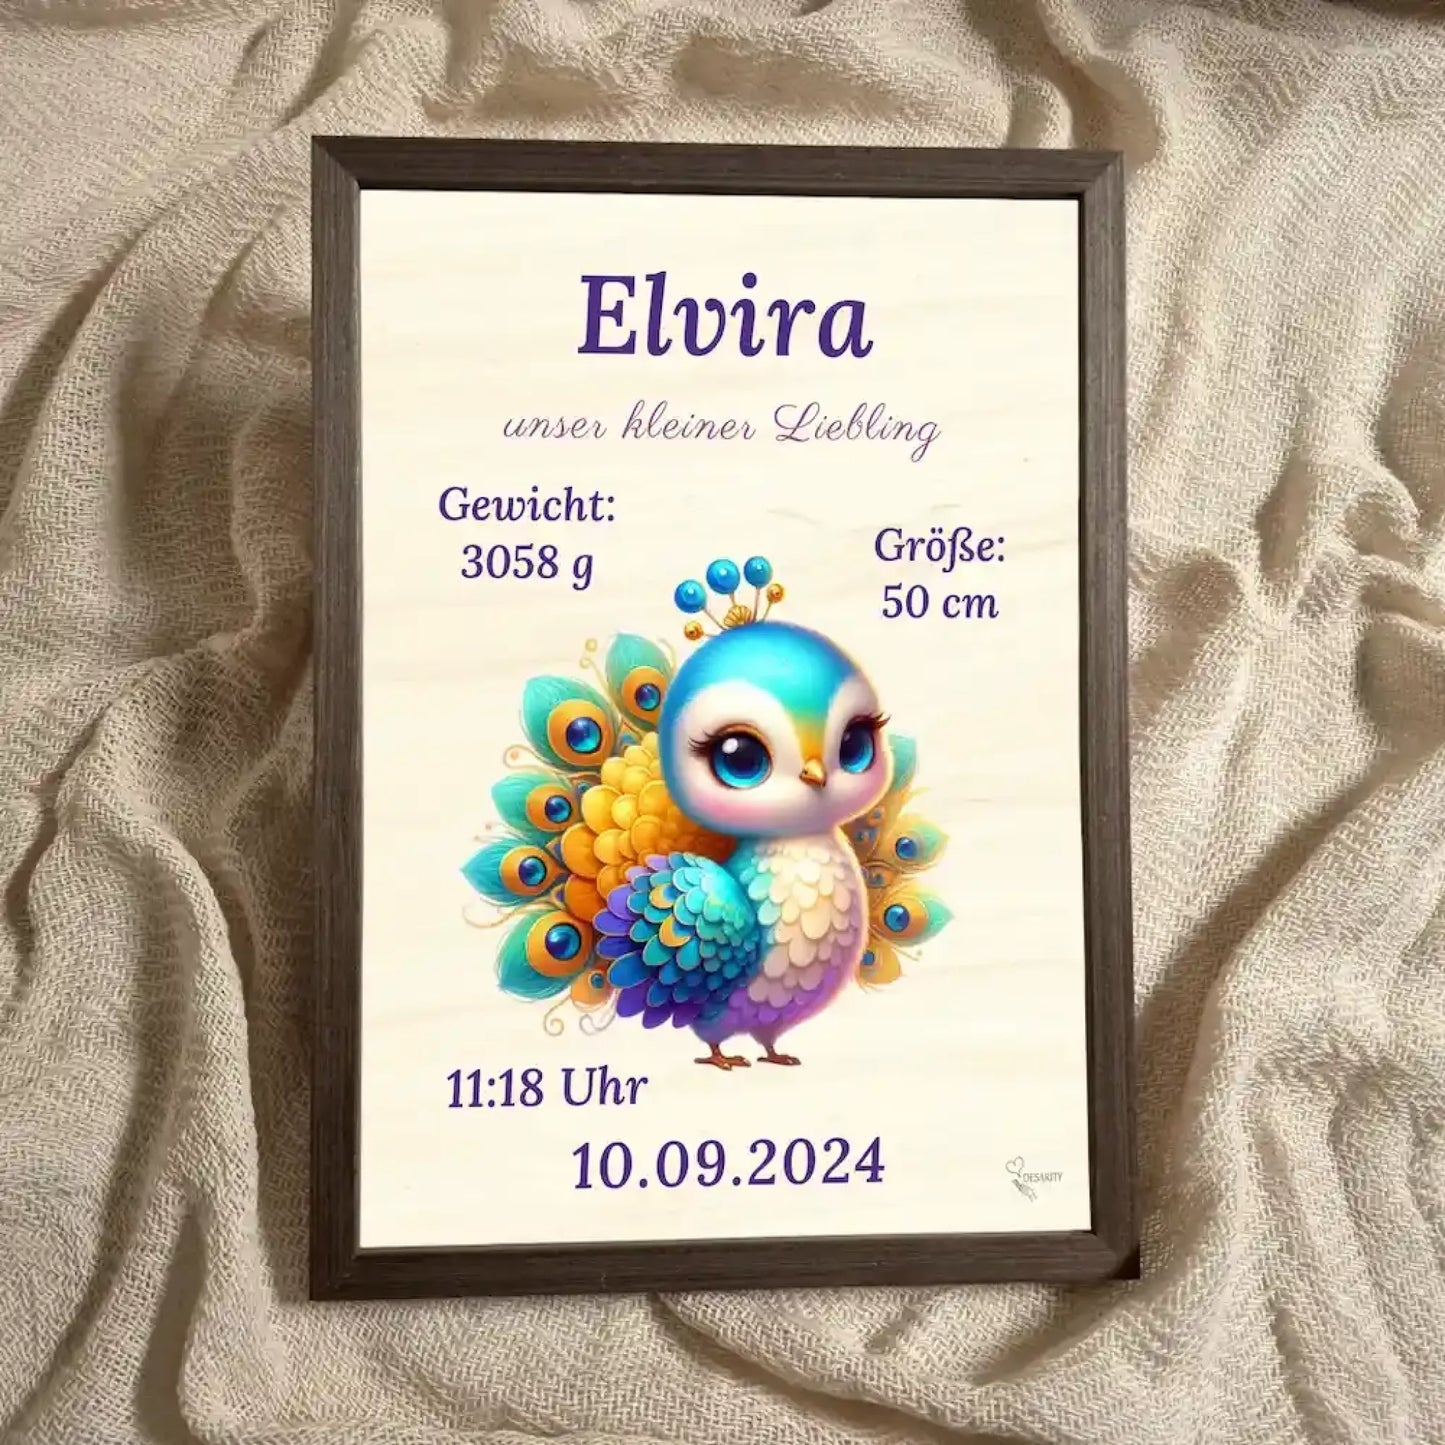 Elvira
unser kleiner Liebling
Gewicht:
3058 g
Größe:
50 cm
11:18 Uhr
10.09.2024
DESARITY